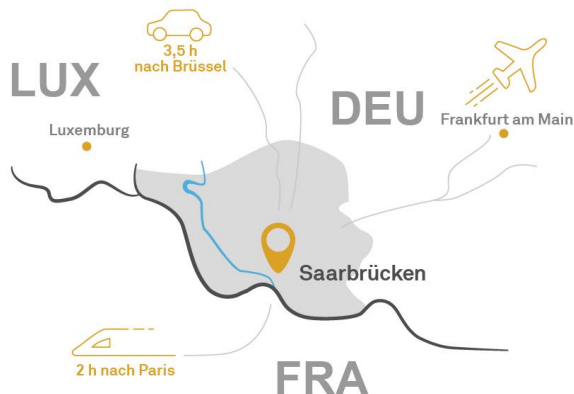 3,5 h
nach Brüssel
LUX
DEU
Luxemburg
Frankfurt am Main
Saarbrücken
2 h nach Paris
FRA